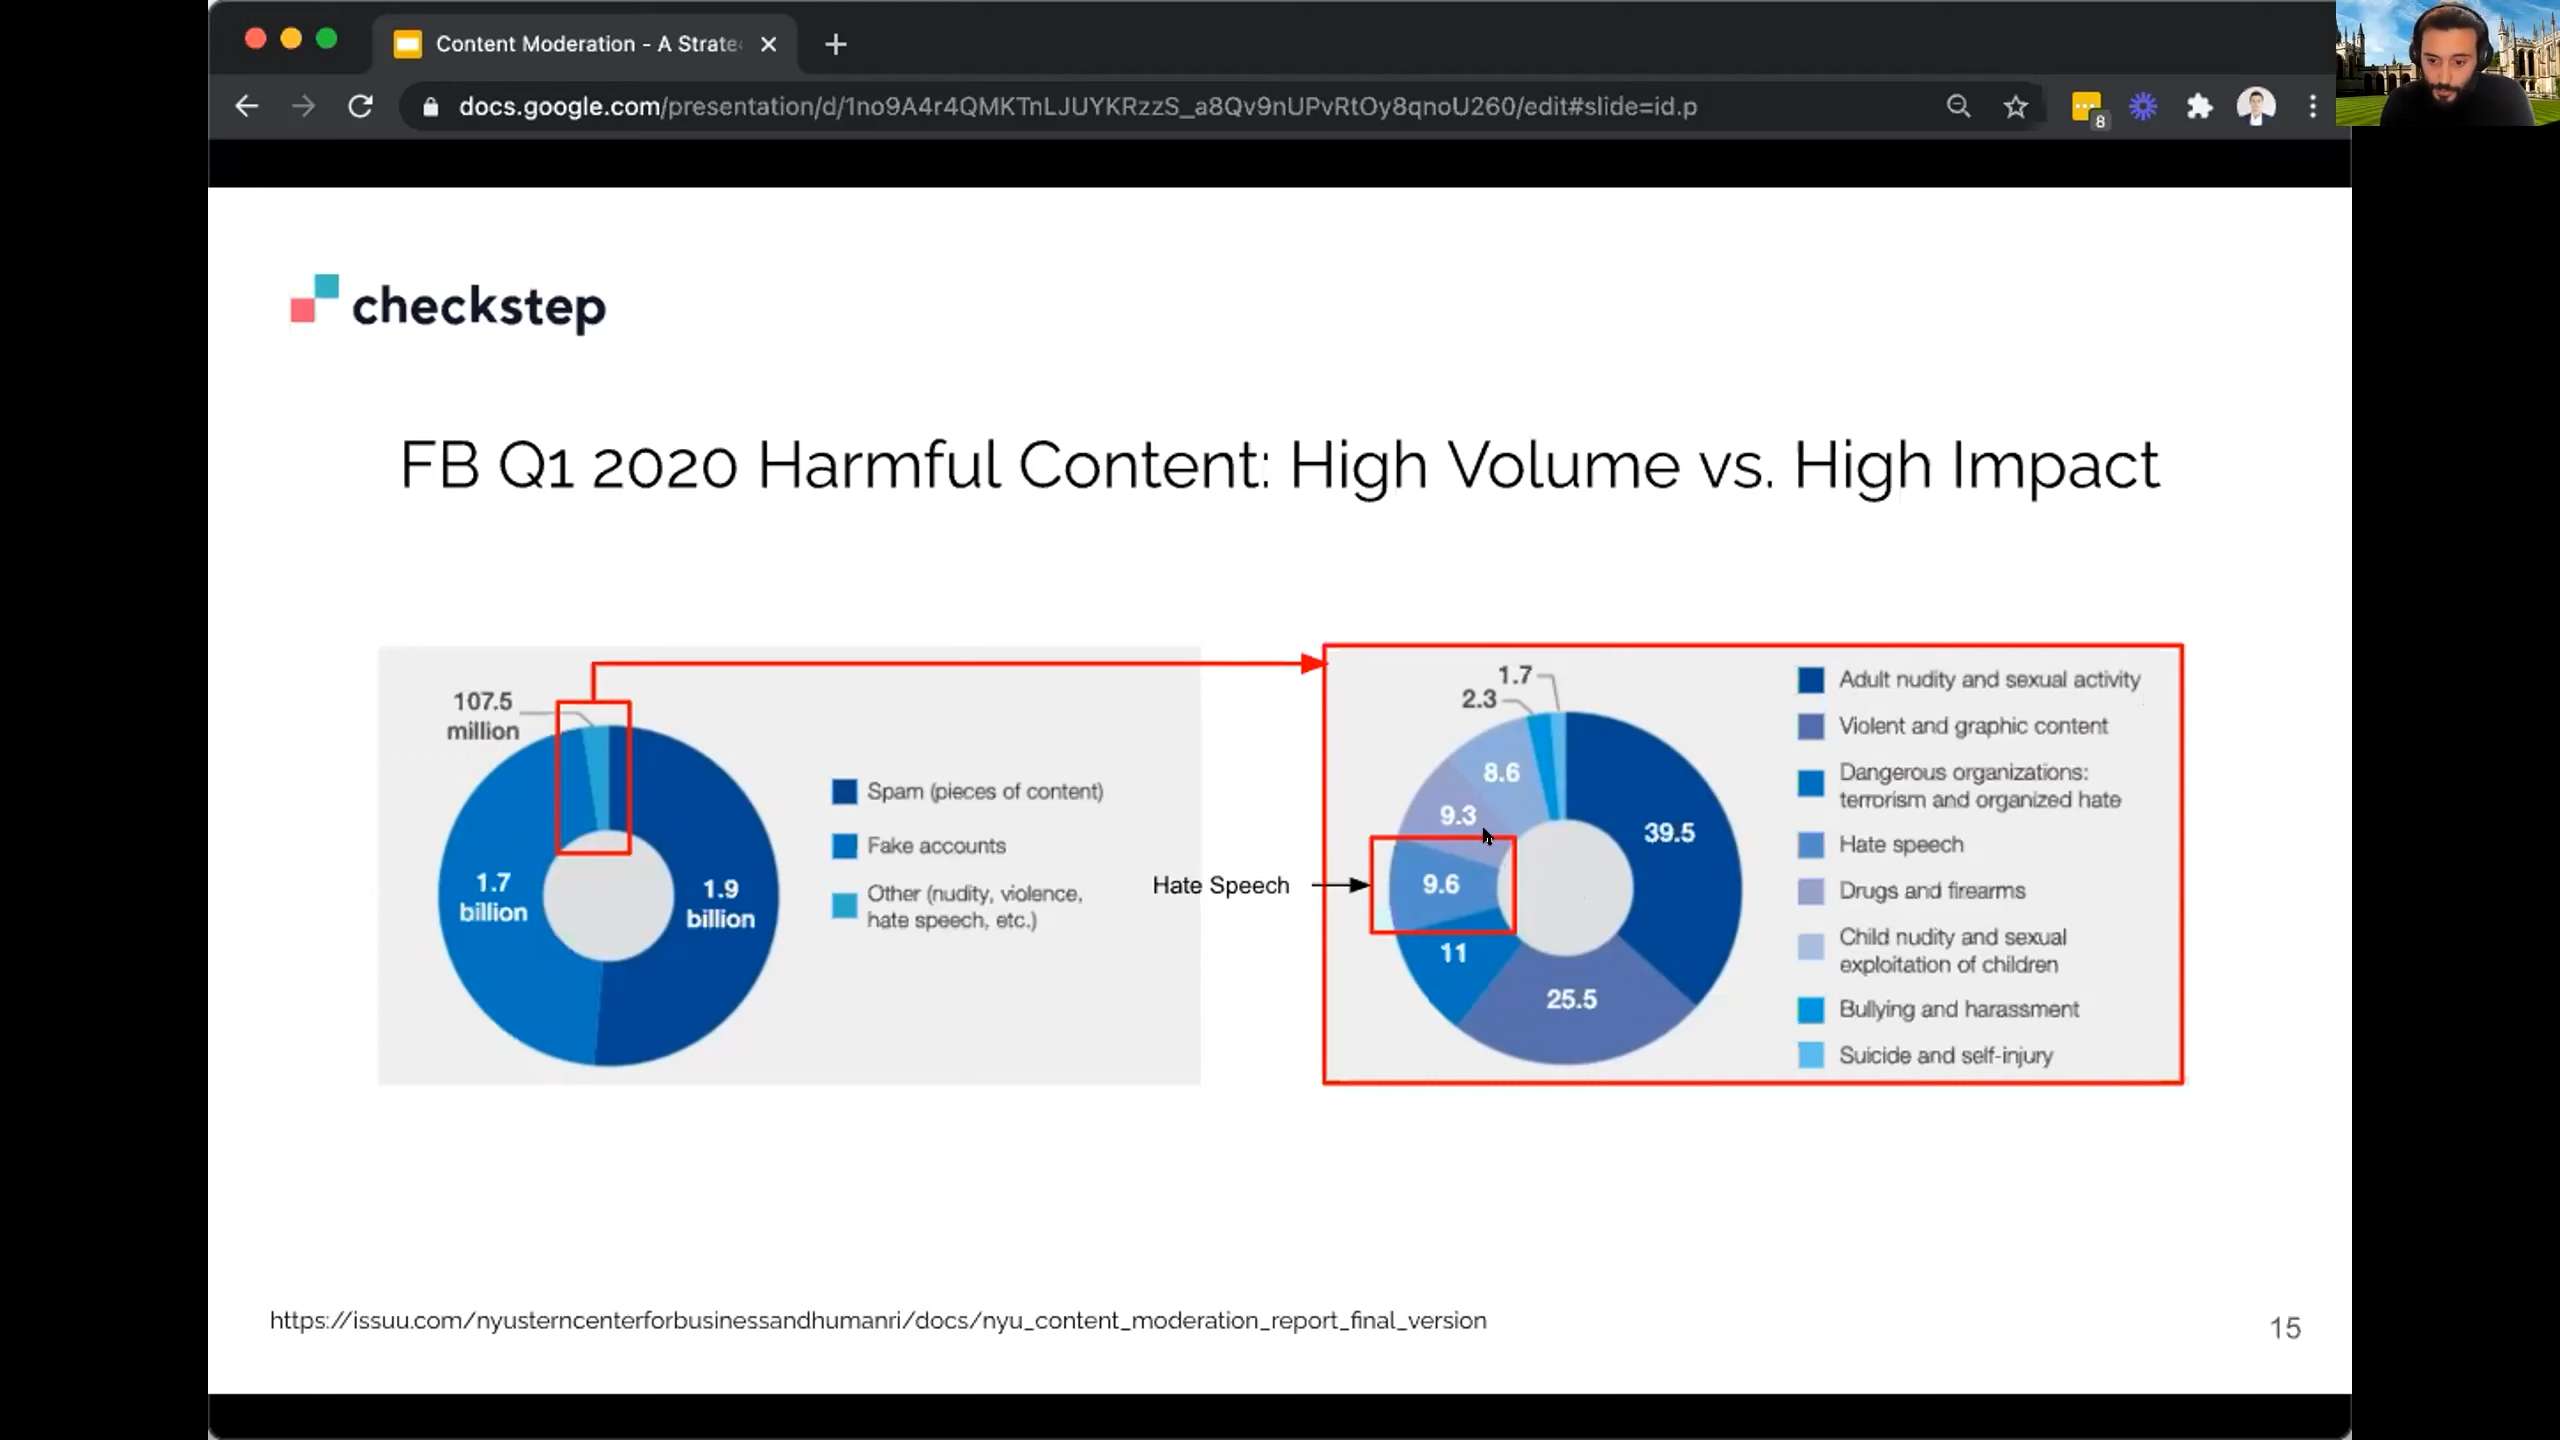 Content Moderation - A Strate
docs.google.com/presentation/d/1no9A4r4QMKTnLJUYKRzzS_a8Qv9nUPvRtOy8qnoU260/edit#slide=id.p
8
checkstep
FB Q1 2020 Harmful Content: High Volume vs. High Impact
107.5
million
1.7
billion
1.9
billion
Spam (pieces of content)
Fake accounts
Other (nudity, violence,
hate speech, etc.)
Hate Speech
1.7
2.3
8.6
9.3
9.6
11
25.5
39.5
Adult nudity and sexual activity
Violent and graphic content
Dangerous organizations:
terrorism and organized hate
Hate speech
Drugs and firearms
Child nudity and sexual
exploitation of children
Bullying and harassment
Suicide and self-injury
https://issuu.com/nyusterncenterforbusinessandhumanri/docs/nyu_content_moderation_report_final_version
15